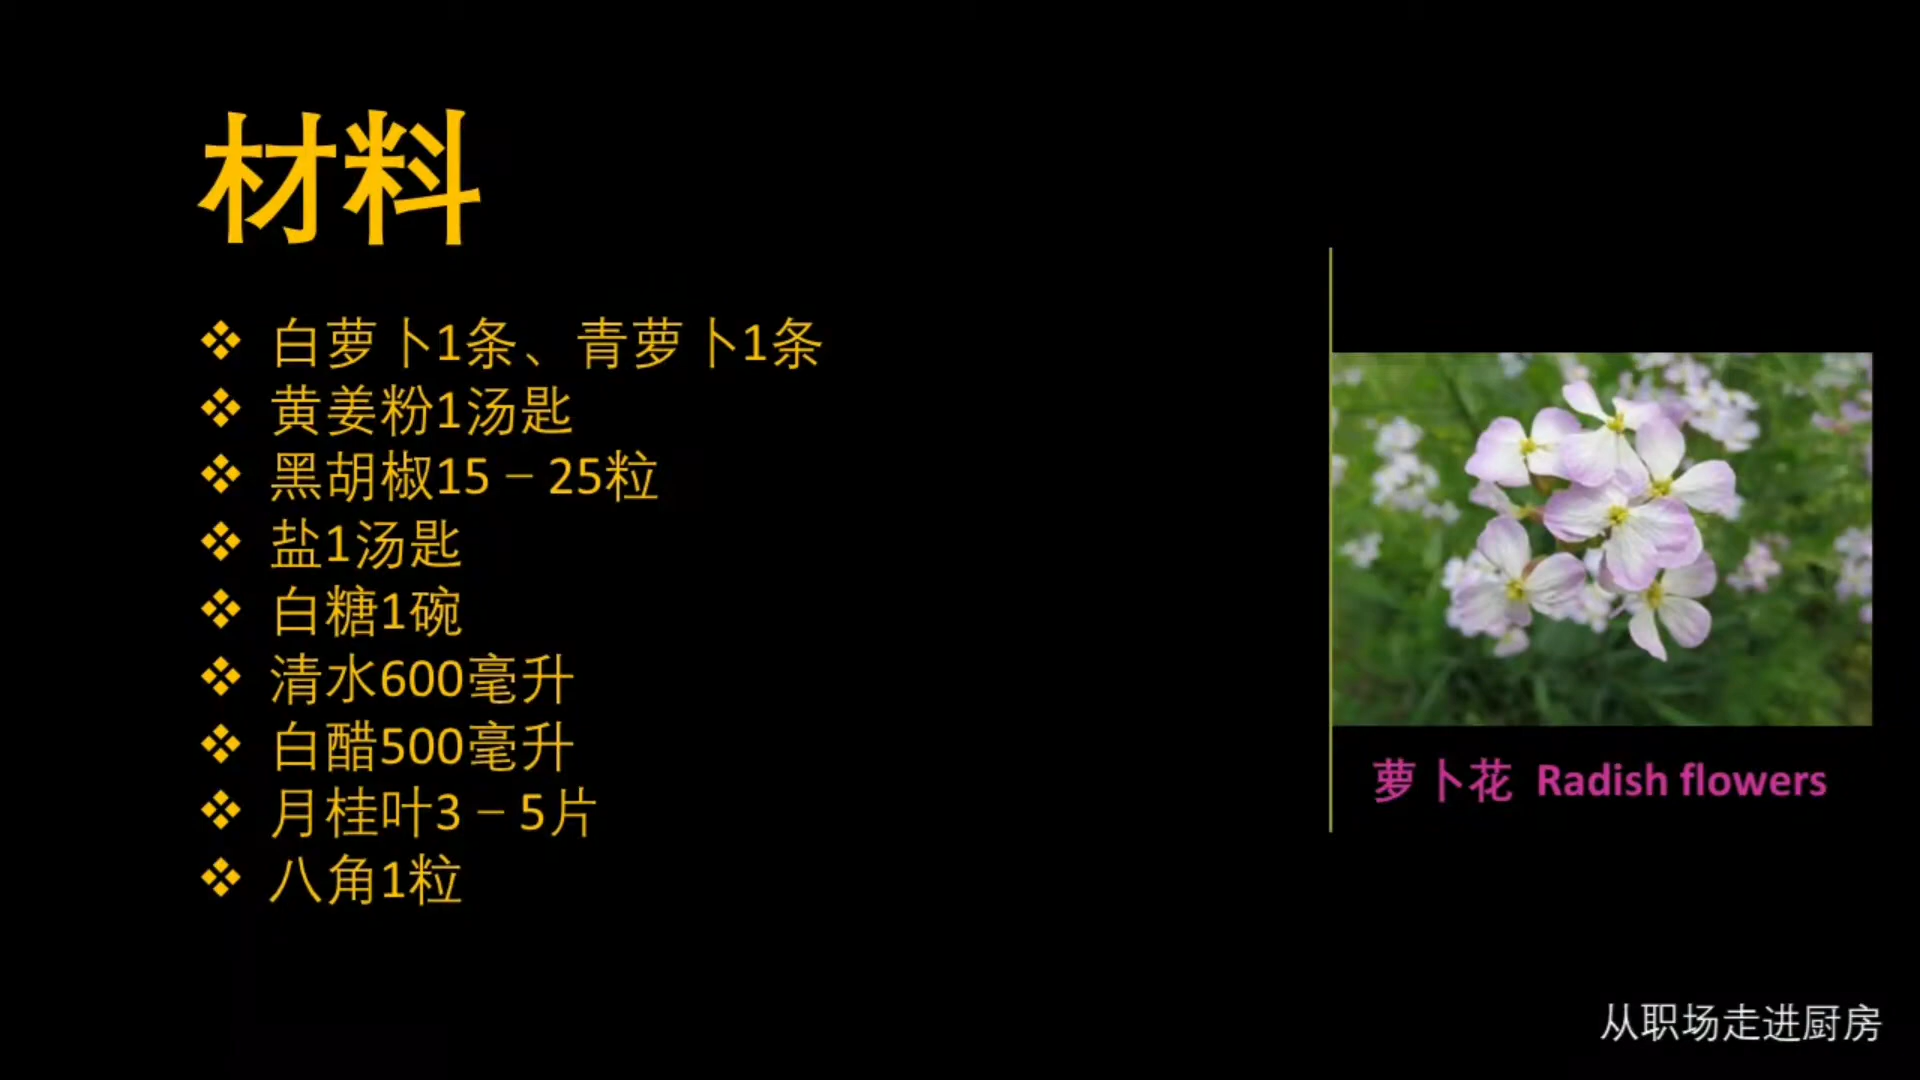 材料
白萝卜1条、青萝卜1条
黄姜粉1汤匙
黑胡椒15 – 25粒
盐1汤匙
白糖1碗
清水600毫升
白醋500毫升
月桂叶3 – 5片
八角1粒
萝卜花 Radish flowers
从职场走进厨房